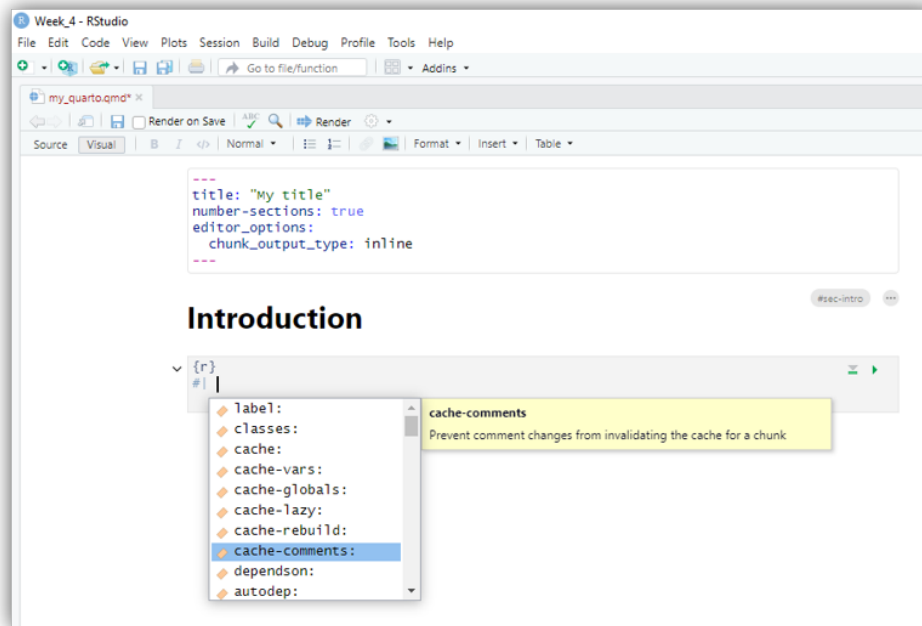 Week_4 - RStudio
File Edit Code View Plots Session Build Debug Profile Tools Help
Go to file/function Addins
my_quarto.qmd*
Render on Save ABC Render
Source Visual B I </> Normal Format Insert Table
---
title: "My title"
number-sections: true
editor_options:
  chunk_output_type: inline
---
#sec-intro
Introduction
{r}
#|
label:
classes:
cache:
cache-vars:
cache-globals:
cache-lazy:
cache-rebuild:
cache-comments:
dependson:
autodep:
cache-comments
Prevent comment changes from invalidating the cache for a chunk